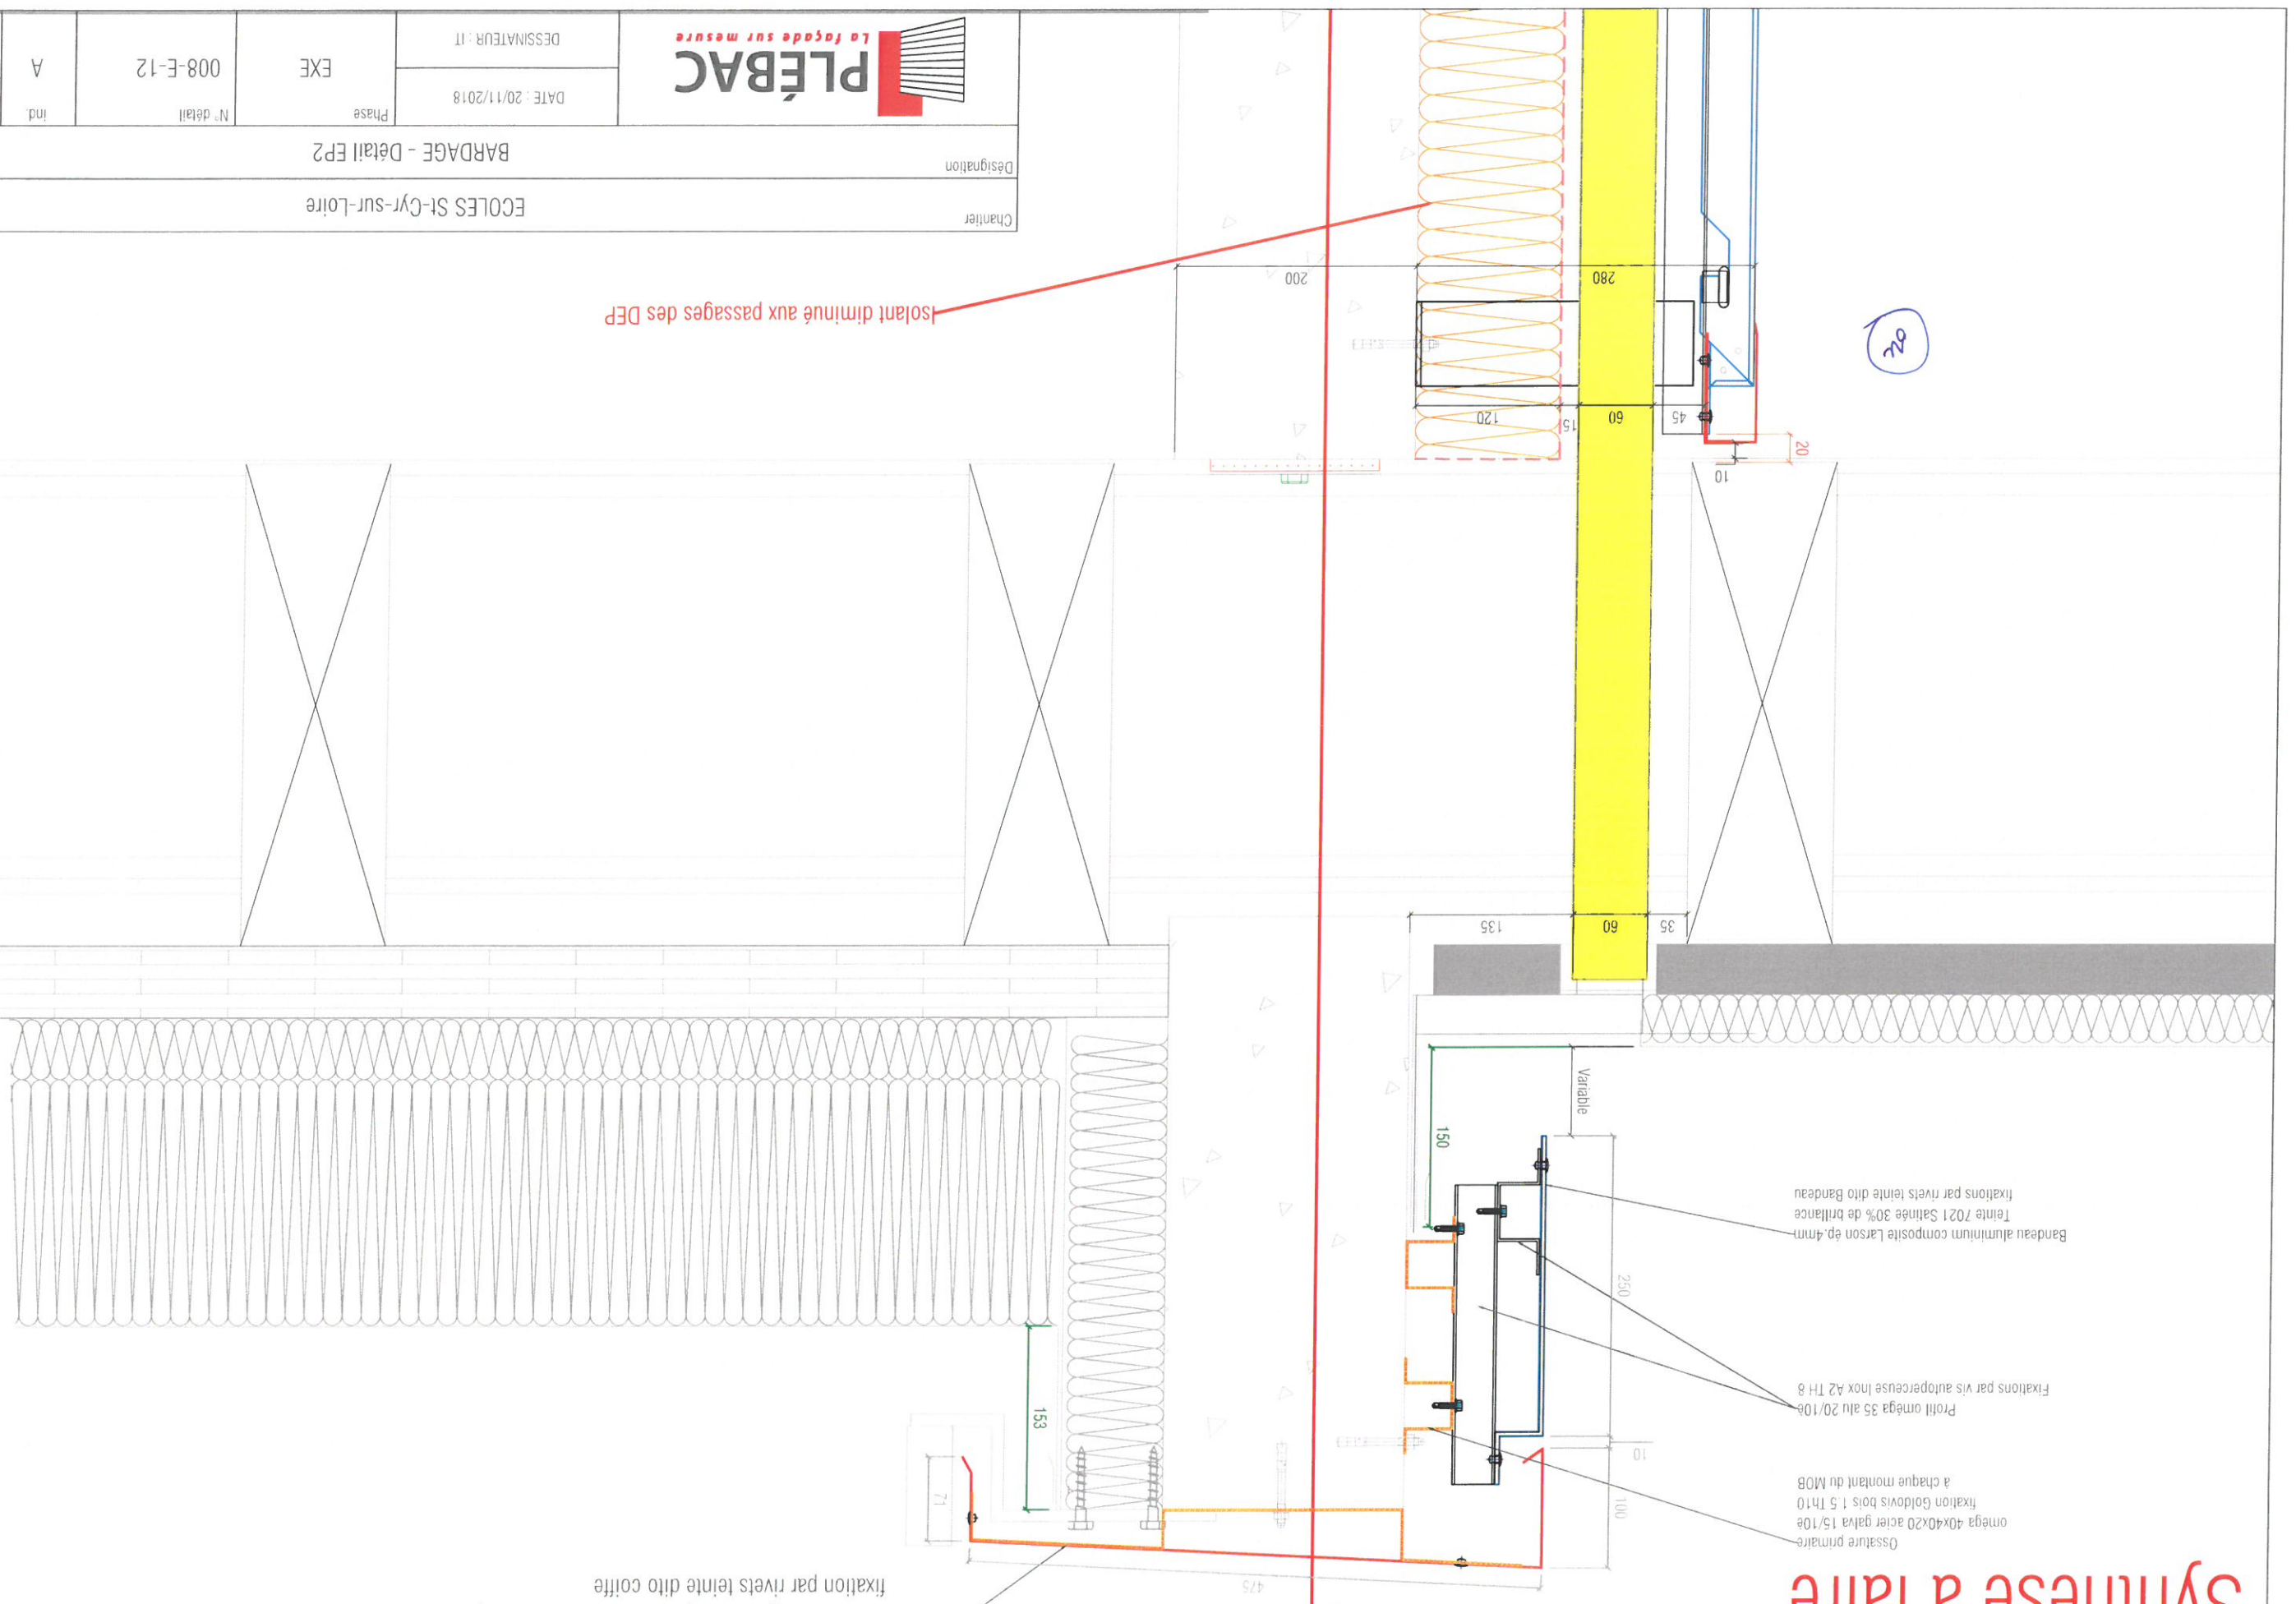 Synthèse à faire
fixation par rivets teinte dito coiffe
475
71
153
100
10
250
150
Variable
Ossature primaire
oméga 40x40x20 acier galva 15/10è
fixation Goldovis bois 1.5 Th10
à chaque montant du MOB
Profil oméga 35 alu 20/10è
Fixations par vis autoperceuse Inox A2 TH 8
Bandeau aluminium composite Larson ép.4mm
Teinte 7021 Satinée 30% de brillance
fixations par rivets teinte dito Bandeau
35
60
135
10
20
45
60
15
120
280
200
Isolant diminué aux passages des DEP
Chantier
ECOLES St-Cyr-sur-Loire
Désignation
BARDAGE - Détail EP2
PLÉBAC
La façade sur mesure
DATE : 20/11/2018
DESSINATEUR : IT
Phase
EXE
N° détail
008-E-12
ind.
A